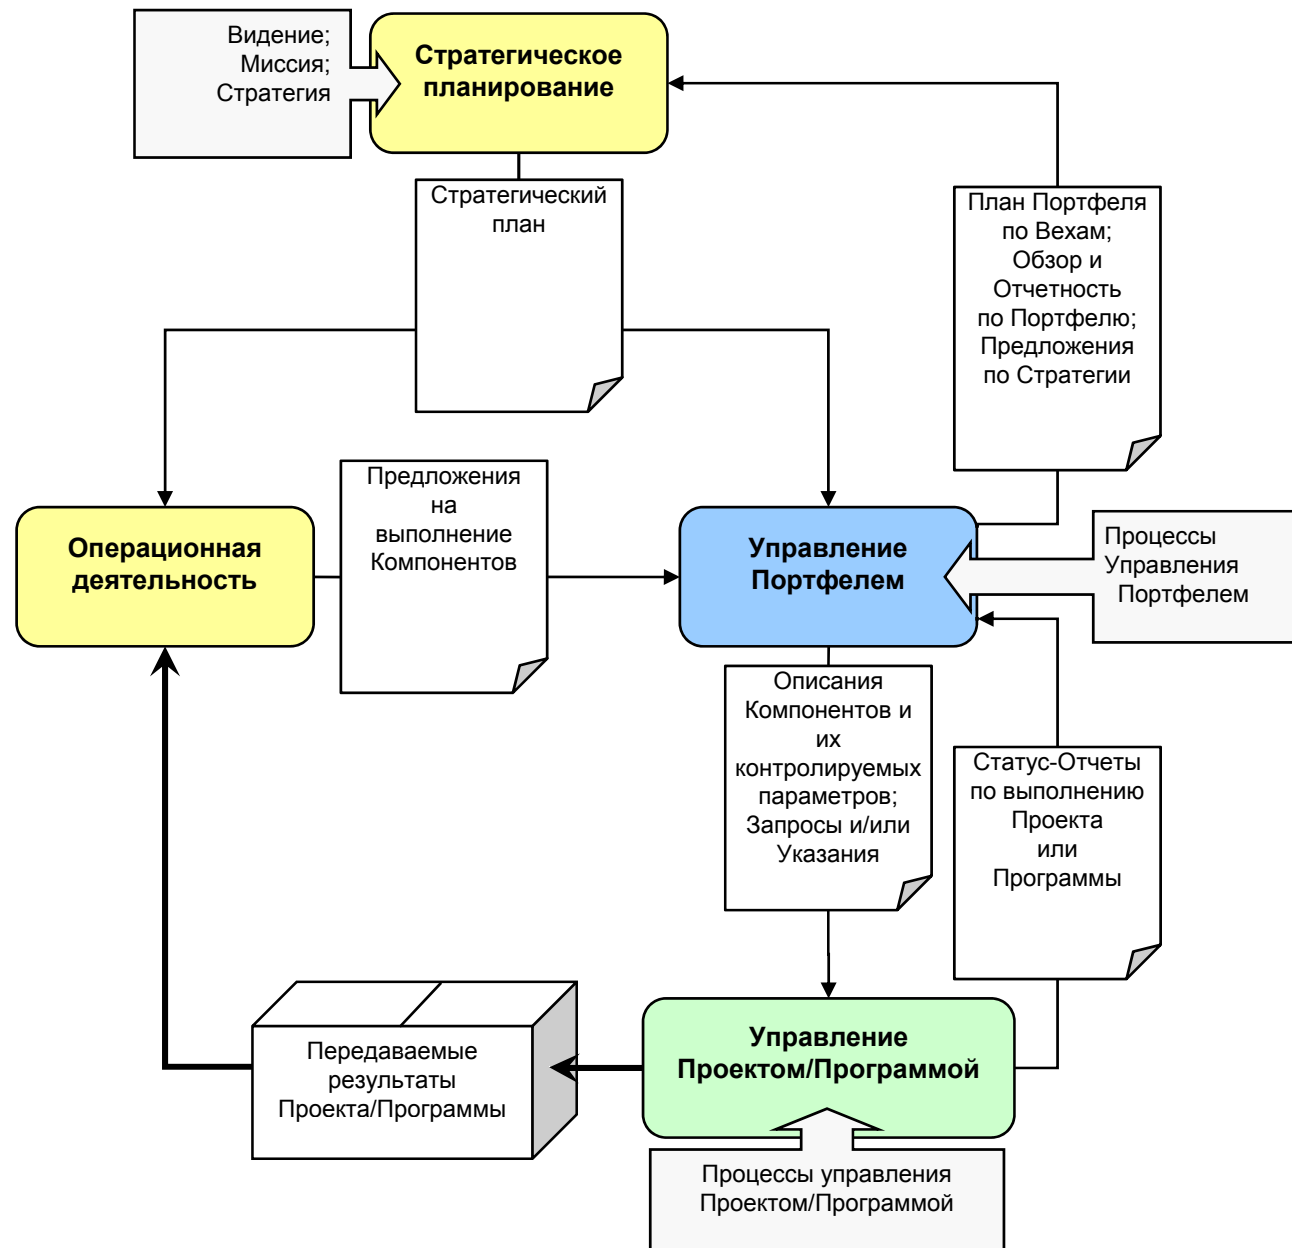 Видение;
Миссия;
Стратегия
Стратегическое
планирование
Стратегический
план
План Портфеля
по Вехам;
Обзор и
Отчетность
по Портфелю;
Предложения
по Стратегии
Операционная
деятельность
Предложения
на
выполнение
Компонентов
Управление
Портфелем
Процессы
Управления
Портфелем
Описания
Компонентов и
их
контролируемых
параметров;
Запросы и/или
Указания
Статус-Отчеты
по выполнению
Проекта
или
Программы
Передаваемые
результаты
Проекта/Программы
Управление
Проектом/Программой
Процессы управления
Проектом/Программой